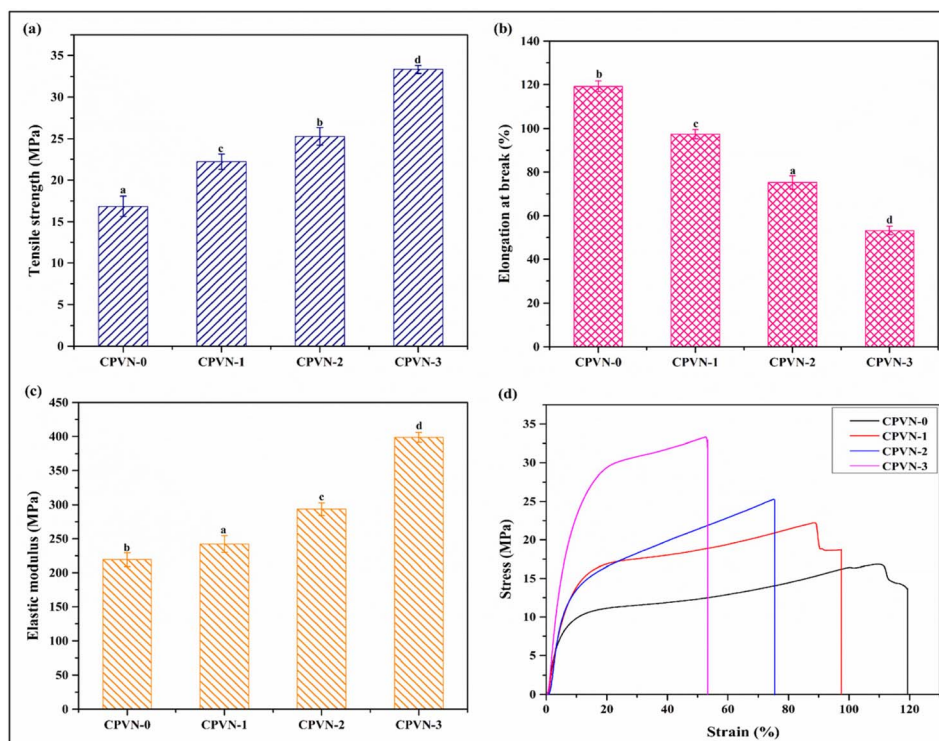 (a)
Tensile strength (MPa)
35
30
25
20
15
10
5
0
a
c
b
d
CPVN-0 CPVN-1 CPVN-2 CPVN-3
(b)
Elongation at break (%)
140
120
100
80
60
40
20
0
b
c
a
d
CPVN-0 CPVN-1 CPVN-2 CPVN-3
(c)
Elastic modulus (MPa)
450
400
350
300
250
200
150
100
50
0
b
a
c
d
CPVN-0 CPVN-1 CPVN-2 CPVN-3
(d)
Stress (MPa)
35
30
25
20
15
10
5
0
CPVN-0
CPVN-1
CPVN-2
CPVN-3
0 20 40 60 80 100 120
Strain (%)